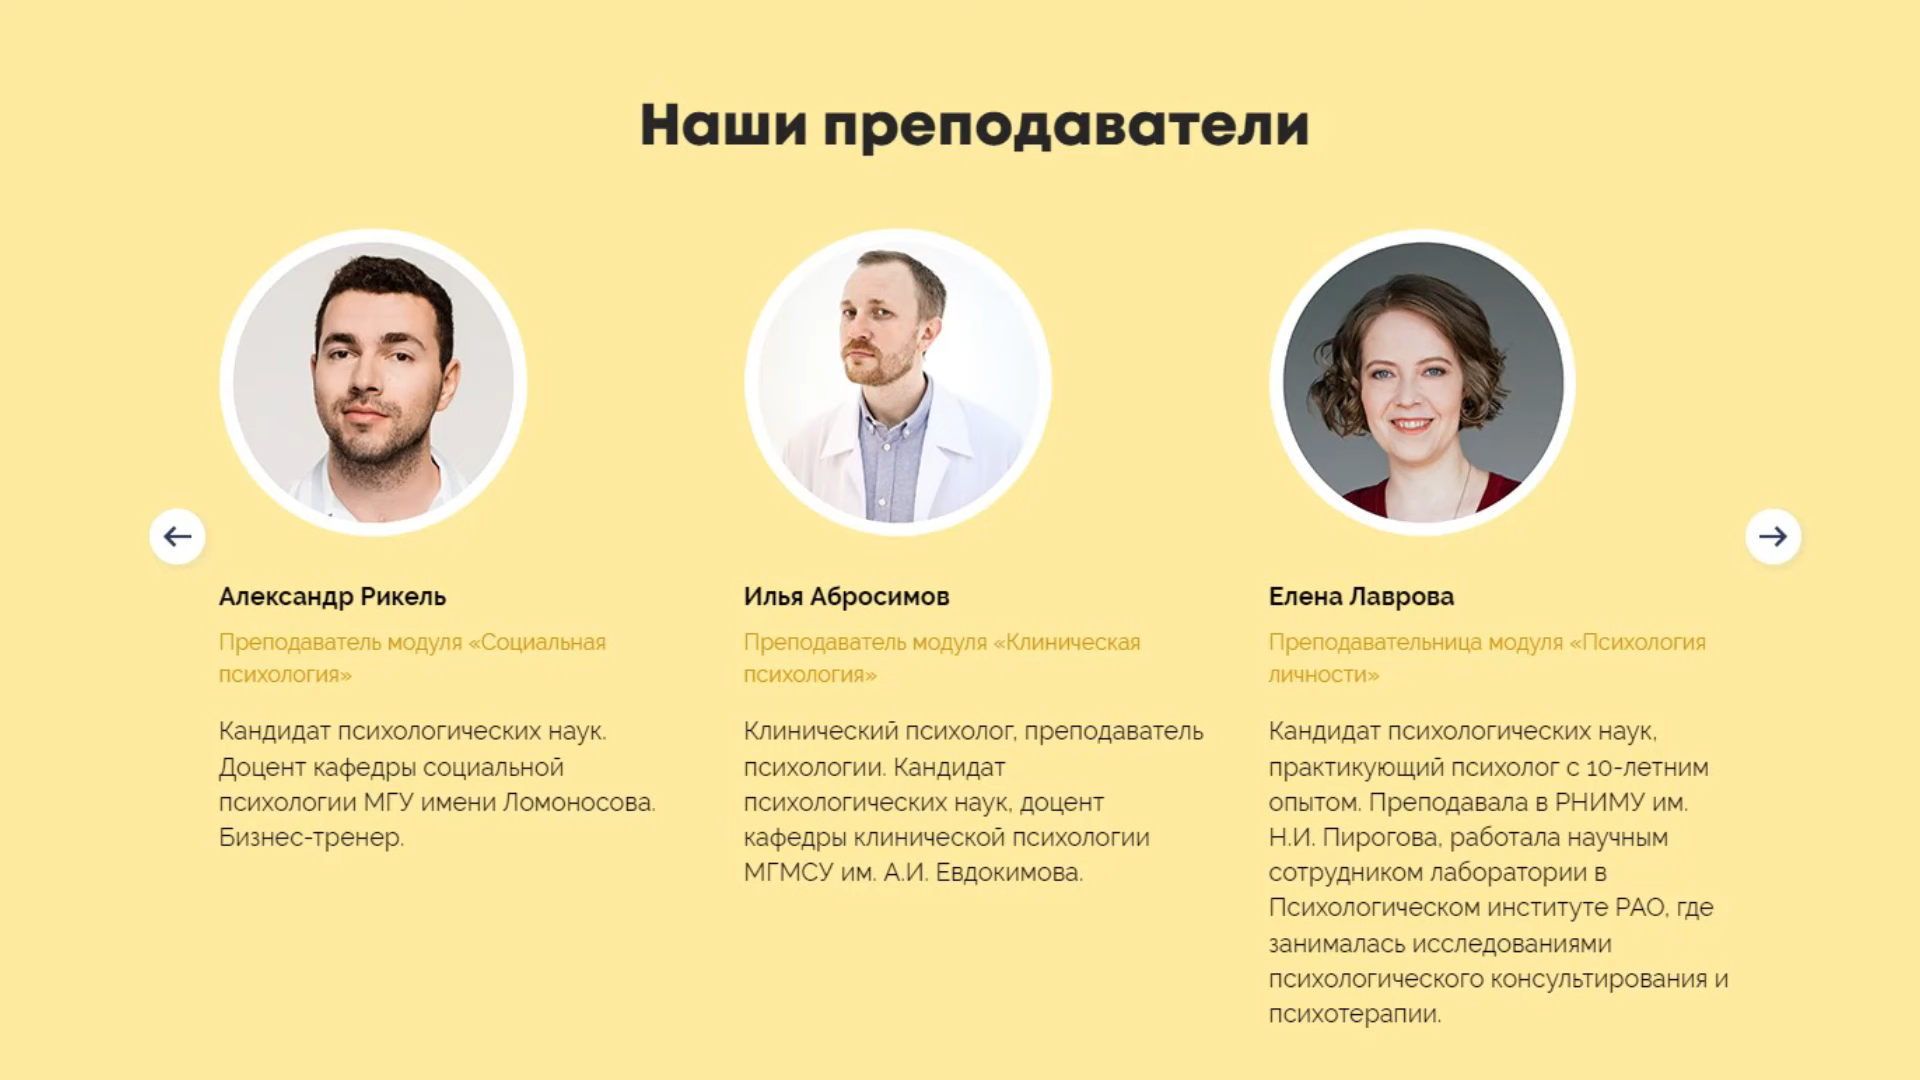 Наши преподаватели
Александр Рикель
Преподаватель модуля «Социальная
психология»
Кандидат психологических наук.
Доцент кафедры социальной
психологии МГУ имени Ломоносова.
Бизнес-тренер.
Илья Абросимов
Преподаватель модуля «Клиническая
психология»
Клинический психолог, преподаватель
психологии. Кандидат
психологических наук, доцент
кафедры клинической психологии
МГМСУ им. А.И. Евдокимова.
Елена Лаврова
Преподавательница модуля «Психология
личности»
Кандидат психологических наук,
практикующий психолог с 10-летним
опытом. Преподавала в РНИМУ им.
Н.И. Пирогова, работала научным
сотрудником лаборатории в
Психологическом институте РАО, где
занималась исследованиями
психологического консультирования и
психотерапии.